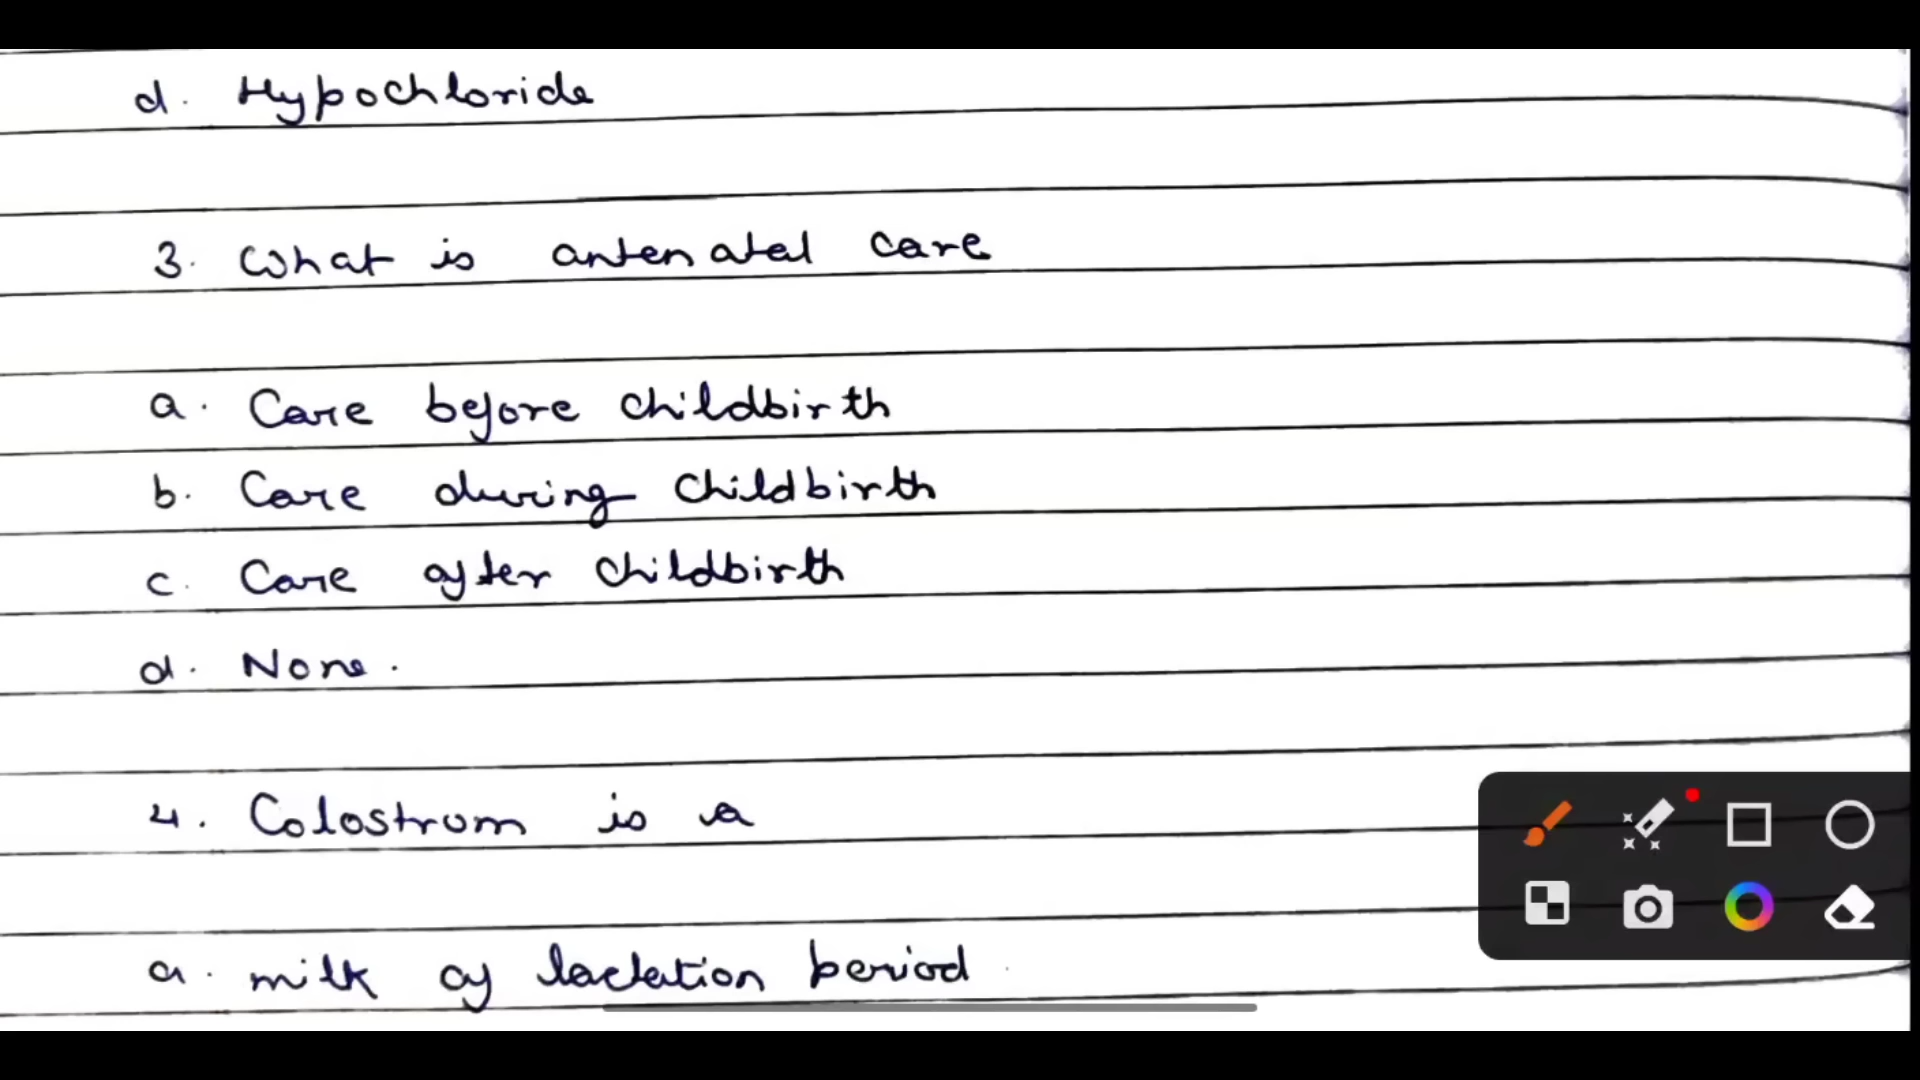 d. Hypochloride
3. What is antenatal care
a. Care before childbirth
b. Care during childbirth
c. Care after childbirth
d. None.
4. Colostrum is a
a. milk of lactation period